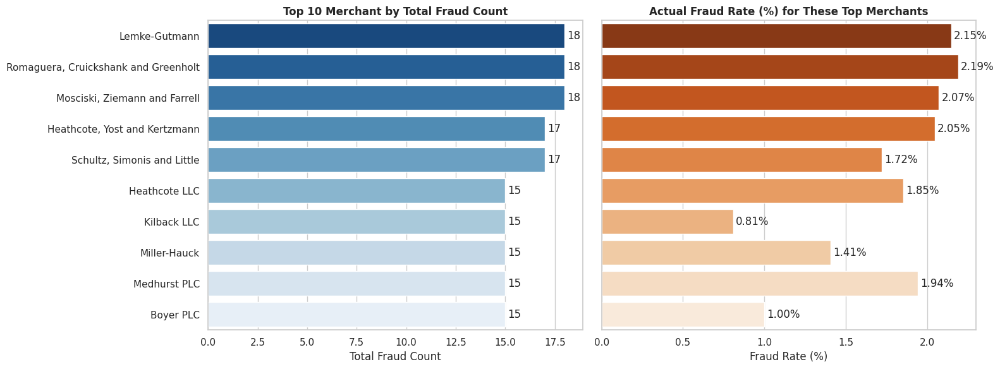 Top 10 Merchant by Total Fraud Count
Lemke-Gutmann 18
Romaguera, Cruickshank and Greenholt 18
Mosciski, Ziemann and Farrell 18
Heathcote, Yost and Kertzmann 17
Schultz, Simonis and Little 17
Heathcote LLC 15
Kilback LLC 15
Miller-Hauck 15
Medhurst PLC 15
Boyer PLC 15
0.0 2.5 5.0 7.5 10.0 12.5 15.0 17.5
Total Fraud Count
Actual Fraud Rate (%) for These Top Merchants
2.15%
2.19%
2.07%
2.05%
1.72%
1.85%
0.81%
1.41%
1.94%
1.00%
0.0 0.5 1.0 1.5 2.0
Fraud Rate (%)